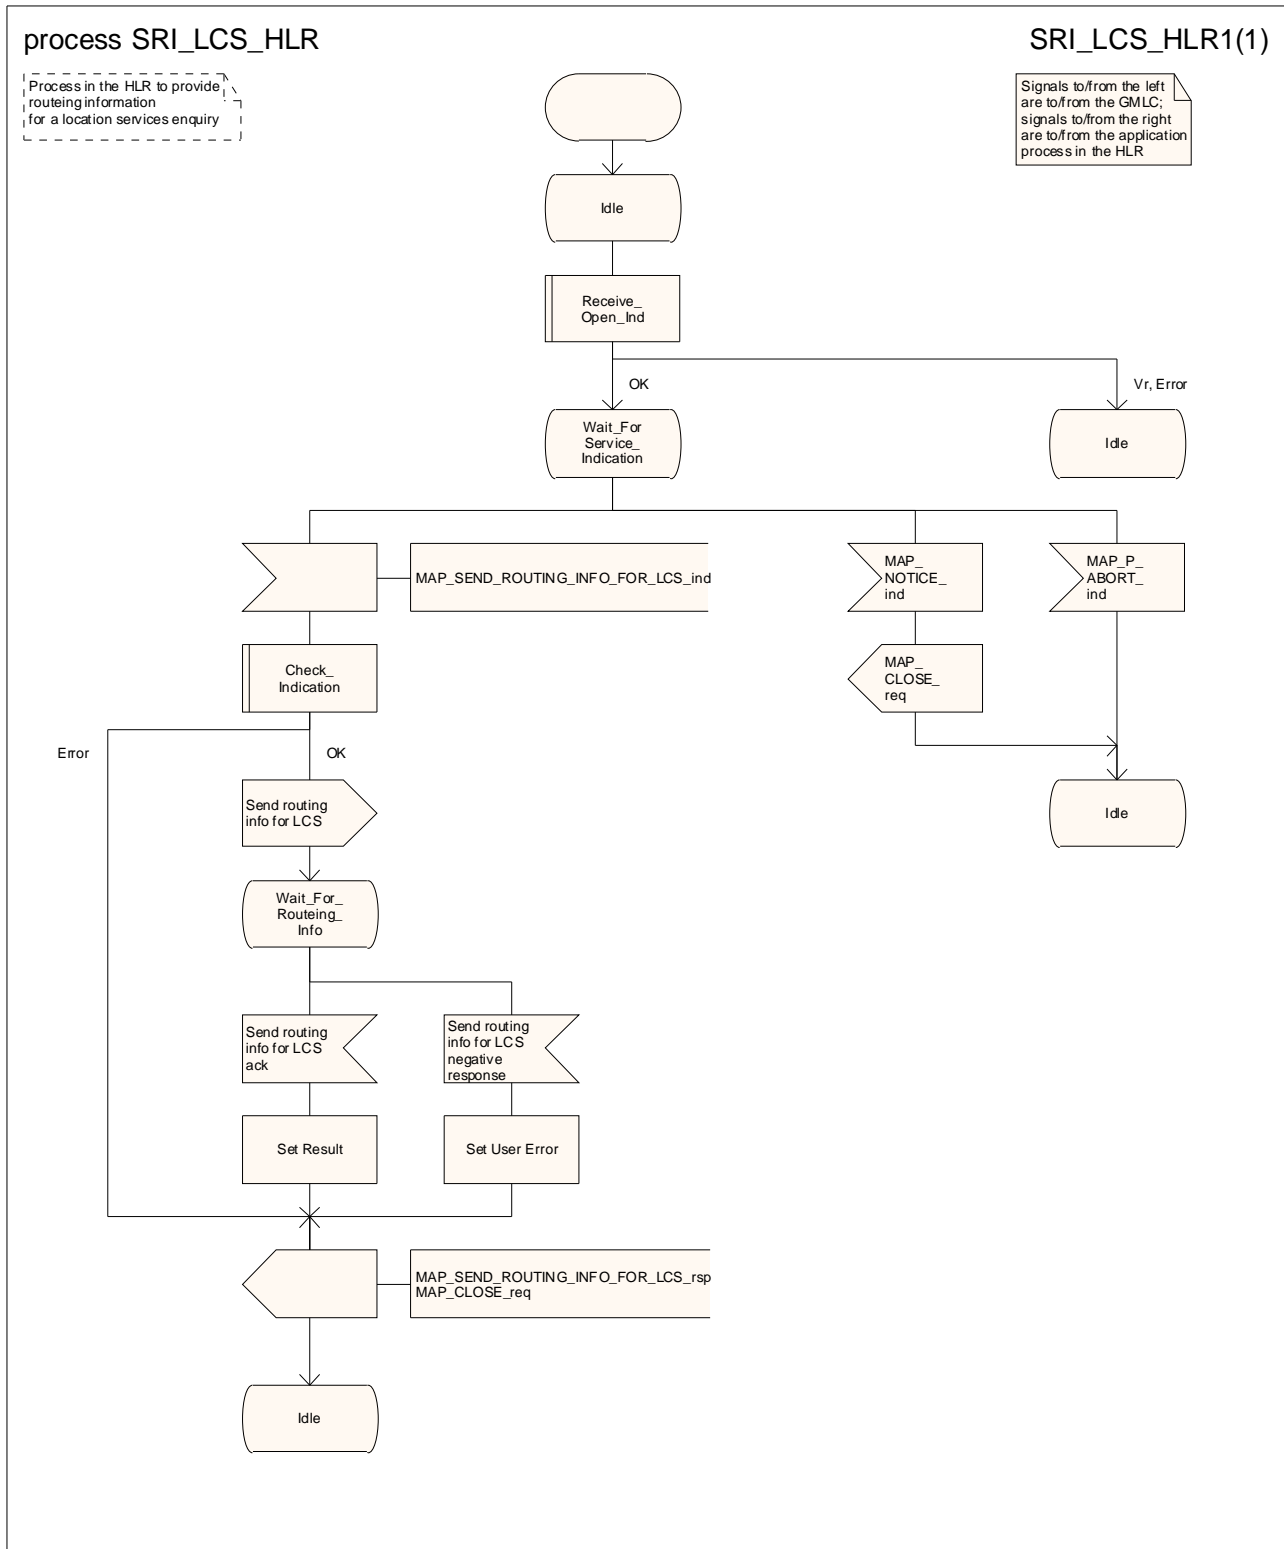 process SRI_LCS_HLR
SRI_LCS_HLR1(1)
Process in the HLR to provide
routeing information
for a location services enquiry
Signals to/from the left
are to/from the GMLC;
signals to/from the right
are to/from the application
process in the HLR
Idle
Receive_
Open_Ind
OK
Vr, Error
Wait_For
Service_
Indication
Idle
MAP_SEND_ROUTING_INFO_FOR_LCS_ind
MAP_
NOTICE_
ind
MAP_P_
ABORT_
ind
Check_
Indication
MAP_
CLOSE_
req
Error
OK
Send routing
info for LCS
Idle
Wait_For_
Routeing_
Info
Send routing
info for LCS
ack
Send routing
info for LCS
negative
response
Set Result
Set User Error
MAP_SEND_ROUTING_INFO_FOR_LCS_rsp
MAP_CLOSE_req
Idle